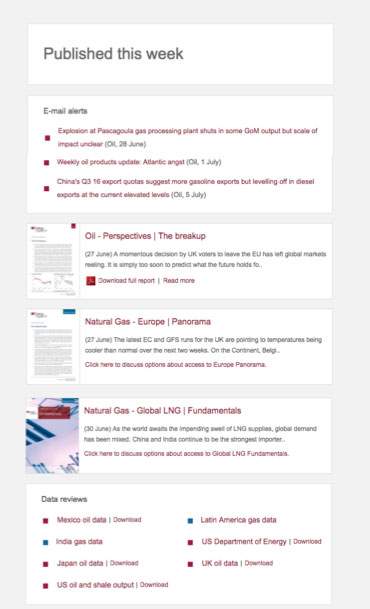 Published this week
E-mail alerts
Explosion at Pascagoula gas processing plant shuts in some GoM output but scale of
impact unclear (Oil, 28 June)
Weekly oil products update: Atlantic angst (Oil, 1 July)
China's Q3 16 export quotas suggest more gasoline exports but levelling off in diesel
exports at the current elevated levels (Oil, 5 July)
Oil - Perspectives | The breakup
(27 June) A momentous decision by UK voters to leave the EU has left global markets
reeling. It is simply too soon to predict what the future holds fo..
Download full report | Read more
Natural Gas - Europe | Panorama
(27 June) The latest EC and GFS runs for the UK are pointing to temperatures being
cooler than normal over the next two weeks. On the Continent, Belgi..
Click here to discuss options about access to Europe Panorama.
Natural Gas - Global LNG | Fundamentals
(30 June) As the world awaits the impending swell of LNG supplies, global demand
has been mixed. China and India continue to be the strongest importer..
Click here to discuss options about access to Global LNG Fundamentals.
Data reviews
Mexico oil data | Download
Latin America gas data
India gas data
US Department of Energy | Download
Japan oil data | Download
UK oil data | Download
US oil and shale output | Download